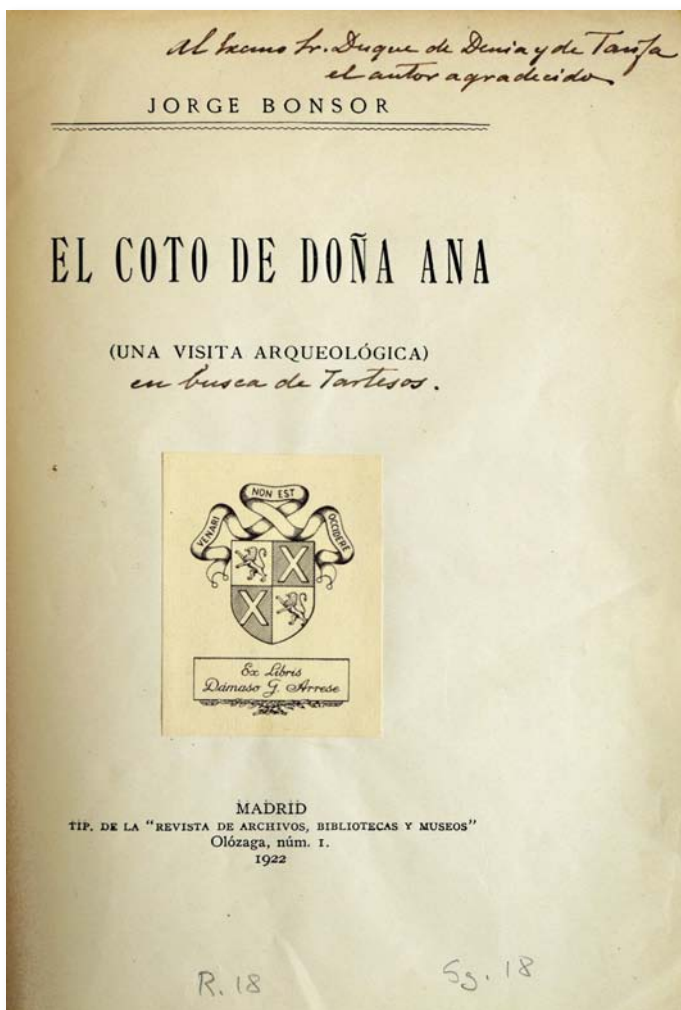 Al Excmo Sr. Duque de Denia y de Tarifa
el autor agradecido
JORGE BONSOR
EL COTO DE DOÑA ANA
(UNA VISITA ARQUEOLÓGICA)
en busca de Tartesos.
VENARI NON EST OCCIDERE
Ex Libris
Dámaso G. Arrese
MADRID
TIP. DE LA "REVISTA DE ARCHIVOS, BIBLIOTECAS Y MUSEOS"
Olózaga, núm. 1.
1922
R. 18 Sg. 18